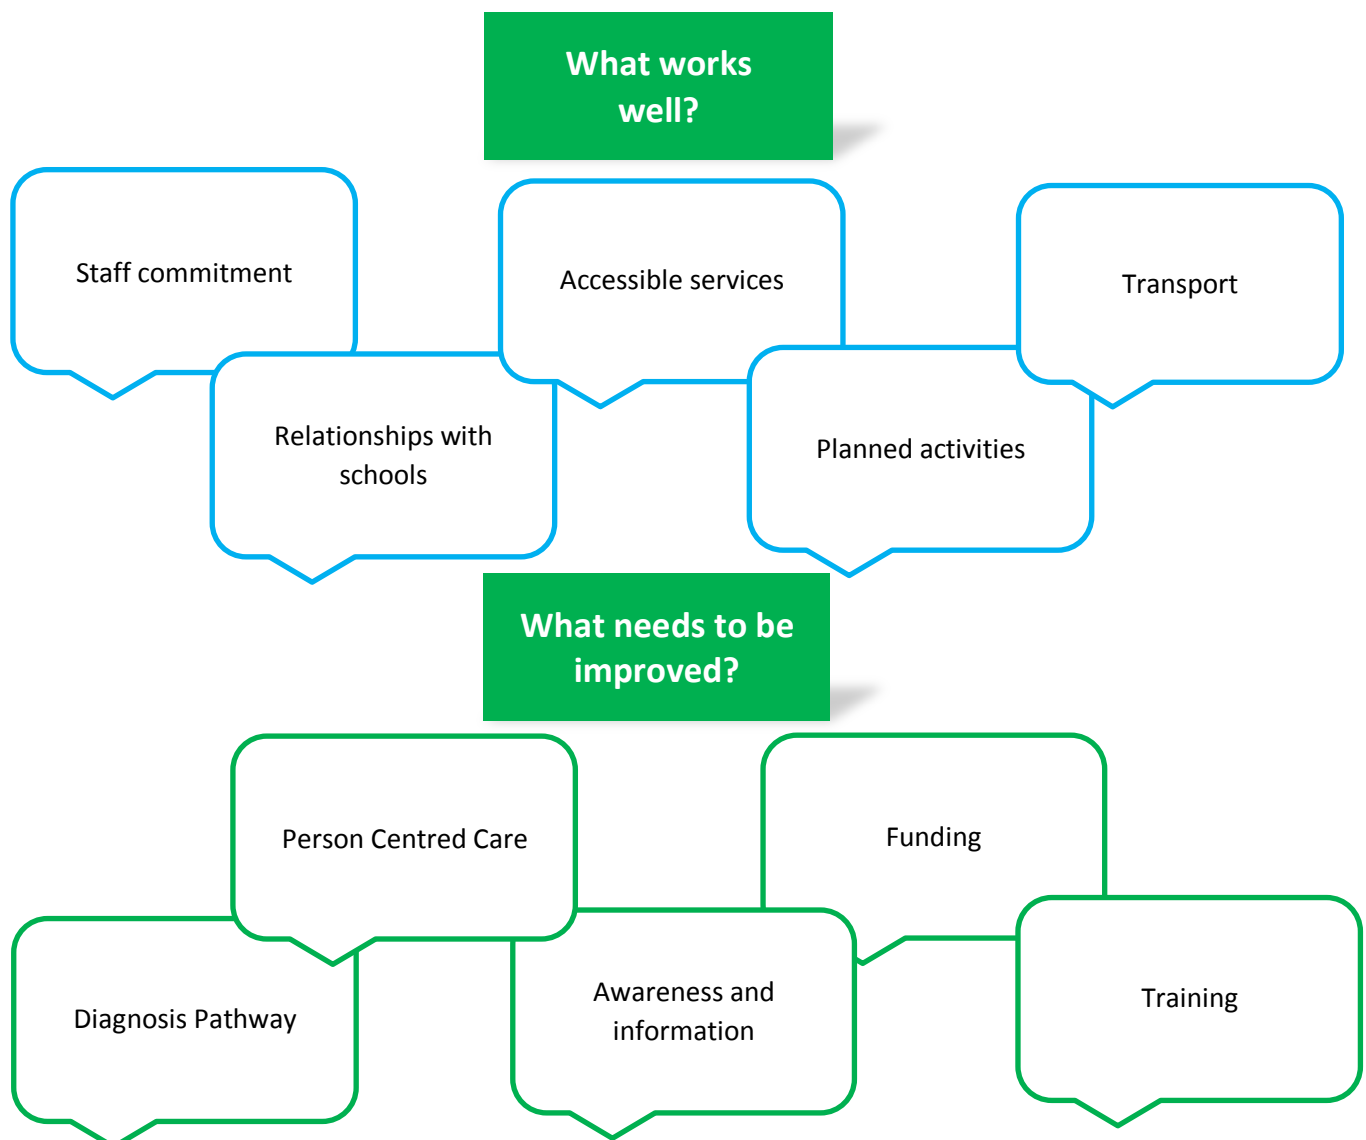 What works
well?
Staff commitment
Accessible services
Transport
Relationships with
schools
Planned activities
What needs to be
improved?
Person Centred Care
Funding
Diagnosis Pathway
Awareness and
information
Training